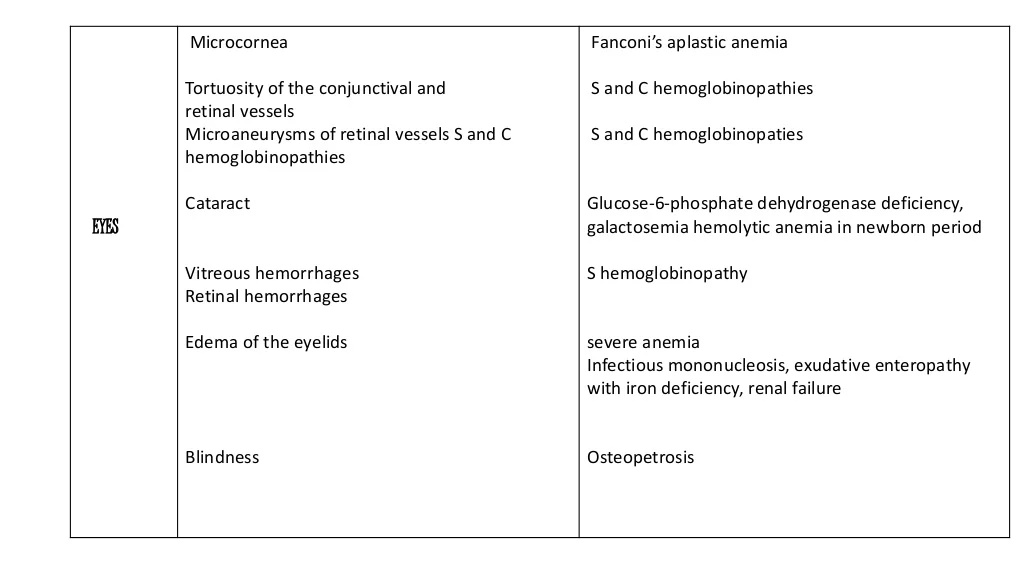 Microcornea
Fanconi’s aplastic anemia
Tortuosity of the conjunctival and
retinal vessels
S and C hemoglobinopathies
Microaneurysms of retinal vessels S and C
hemoglobinopathies
S and C hemoglobinopaties
EYES
Cataract
Glucose-6-phosphate dehydrogenase deficiency,
galactosemia hemolytic anemia in newborn period
Vitreous hemorrhages
Retinal hemorrhages
S hemoglobinopathy
Edema of the eyelids
severe anemia
Infectious mononucleosis, exudative enteropathy
with iron deficiency, renal failure
Blindness
Osteopetrosis